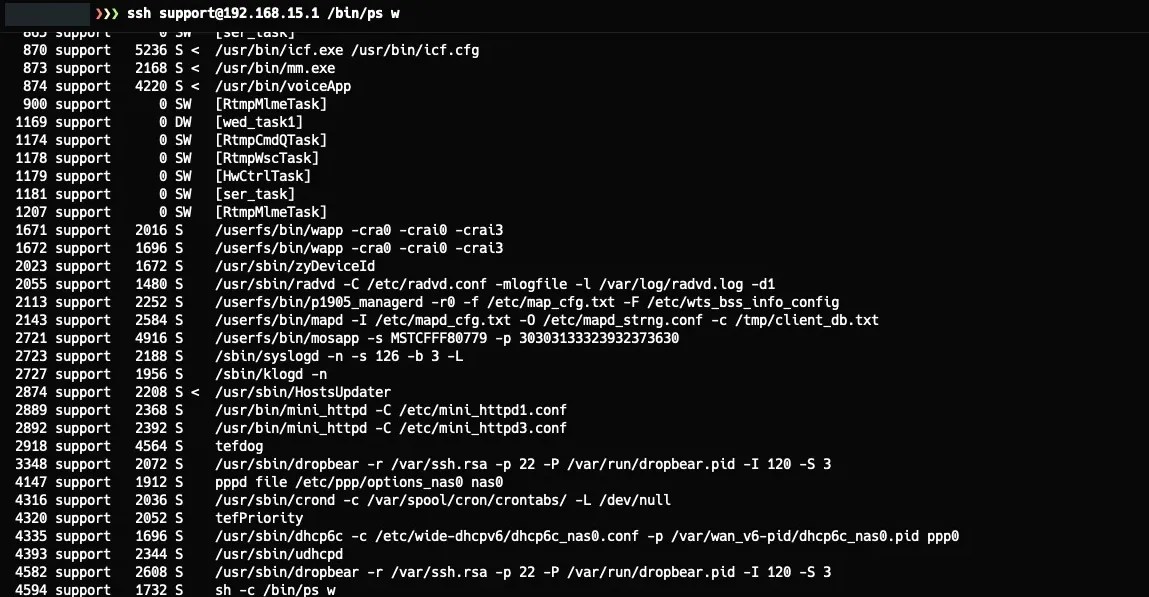 ❯❯❯ ssh support@192.168.15.1 /bin/ps w
865 support 0 SW [ser_task]
870 support 5236 S < /usr/bin/icf.exe /usr/bin/icf.cfg
873 support 2168 S < /usr/bin/mm.exe
874 support 4220 S < /usr/bin/voiceApp
900 support 0 SW [RtmpMlmeTask]
1169 support 0 DW [wed_task1]
1174 support 0 SW [RtmpCmdQTask]
1178 support 0 SW [RtmpWscTask]
1179 support 0 SW [HwCtrlTask]
1181 support 0 SW [ser_task]
1207 support 0 SW [RtmpMlmeTask]
1671 support 2016 S /userfs/bin/wapp -cra0 -crai0 -crai3
1672 support 1696 S /userfs/bin/wapp -cra0 -crai0 -crai3
2023 support 1672 S /usr/sbin/zyDeviceId
2055 support 1480 S /usr/sbin/radvd -C /etc/radvd.conf -mlogfile -l /var/log/radvd.log -d1
2113 support 2252 S /userfs/bin/p1905_managerd -r0 -f /etc/map_cfg.txt -F /etc/wts_bss_info_config
2143 support 2584 S /userfs/bin/mapd -I /etc/mapd_cfg.txt -O /etc/mapd_strng.conf -c /tmp/client_db.txt
2721 support 4916 S /userfs/bin/mosapp -s MSTCFFF80779 -p 30303133323932373630
2723 support 2188 S /sbin/syslogd -n -s 126 -b 3 -L
2727 support 1956 S /sbin/klogd -n
2874 support 2208 S < /usr/sbin/HostsUpdater
2889 support 2368 S /usr/bin/mini_httpd -C /etc/mini_httpd1.conf
2892 support 2392 S /usr/bin/mini_httpd -C /etc/mini_httpd3.conf
2918 support 4564 S tefdog
3348 support 2072 S /usr/sbin/dropbear -r /var/ssh.rsa -p 22 -P /var/run/dropbear.pid -I 120 -S 3
4147 support 1912 S pppd file /etc/ppp/options_nas0 nas0
4316 support 2036 S /usr/sbin/crond -c /var/spool/cron/crontabs/ -L /dev/null
4320 support 2052 S tefPriority
4335 support 1696 S /usr/sbin/dhcp6c -c /etc/wide-dhcpv6/dhcp6c_nas0.conf -p /var/wan_v6-pid/dhcp6c_nas0.pid ppp0
4393 support 2344 S /usr/sbin/udhcpd
4582 support 2608 S /usr/sbin/dropbear -r /var/ssh.rsa -p 22 -P /var/run/dropbear.pid -I 120 -S 3
4594 support 1732 S sh -c /bin/ps w